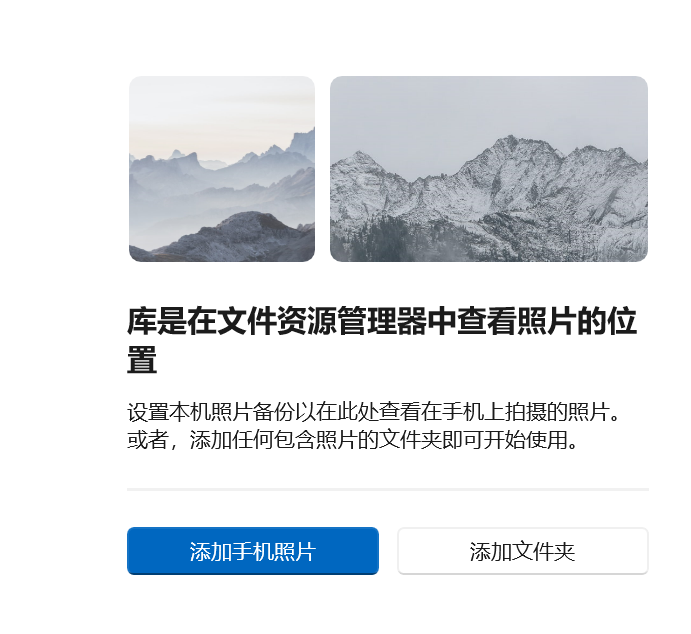 库是在文件资源管理器中查看照片的位
置
设置本机照片备份以在此处查看在手机上拍摄的照片。
或者，添加任何包含照片的文件夹即可开始使用。
添加手机照片
添加文件夹